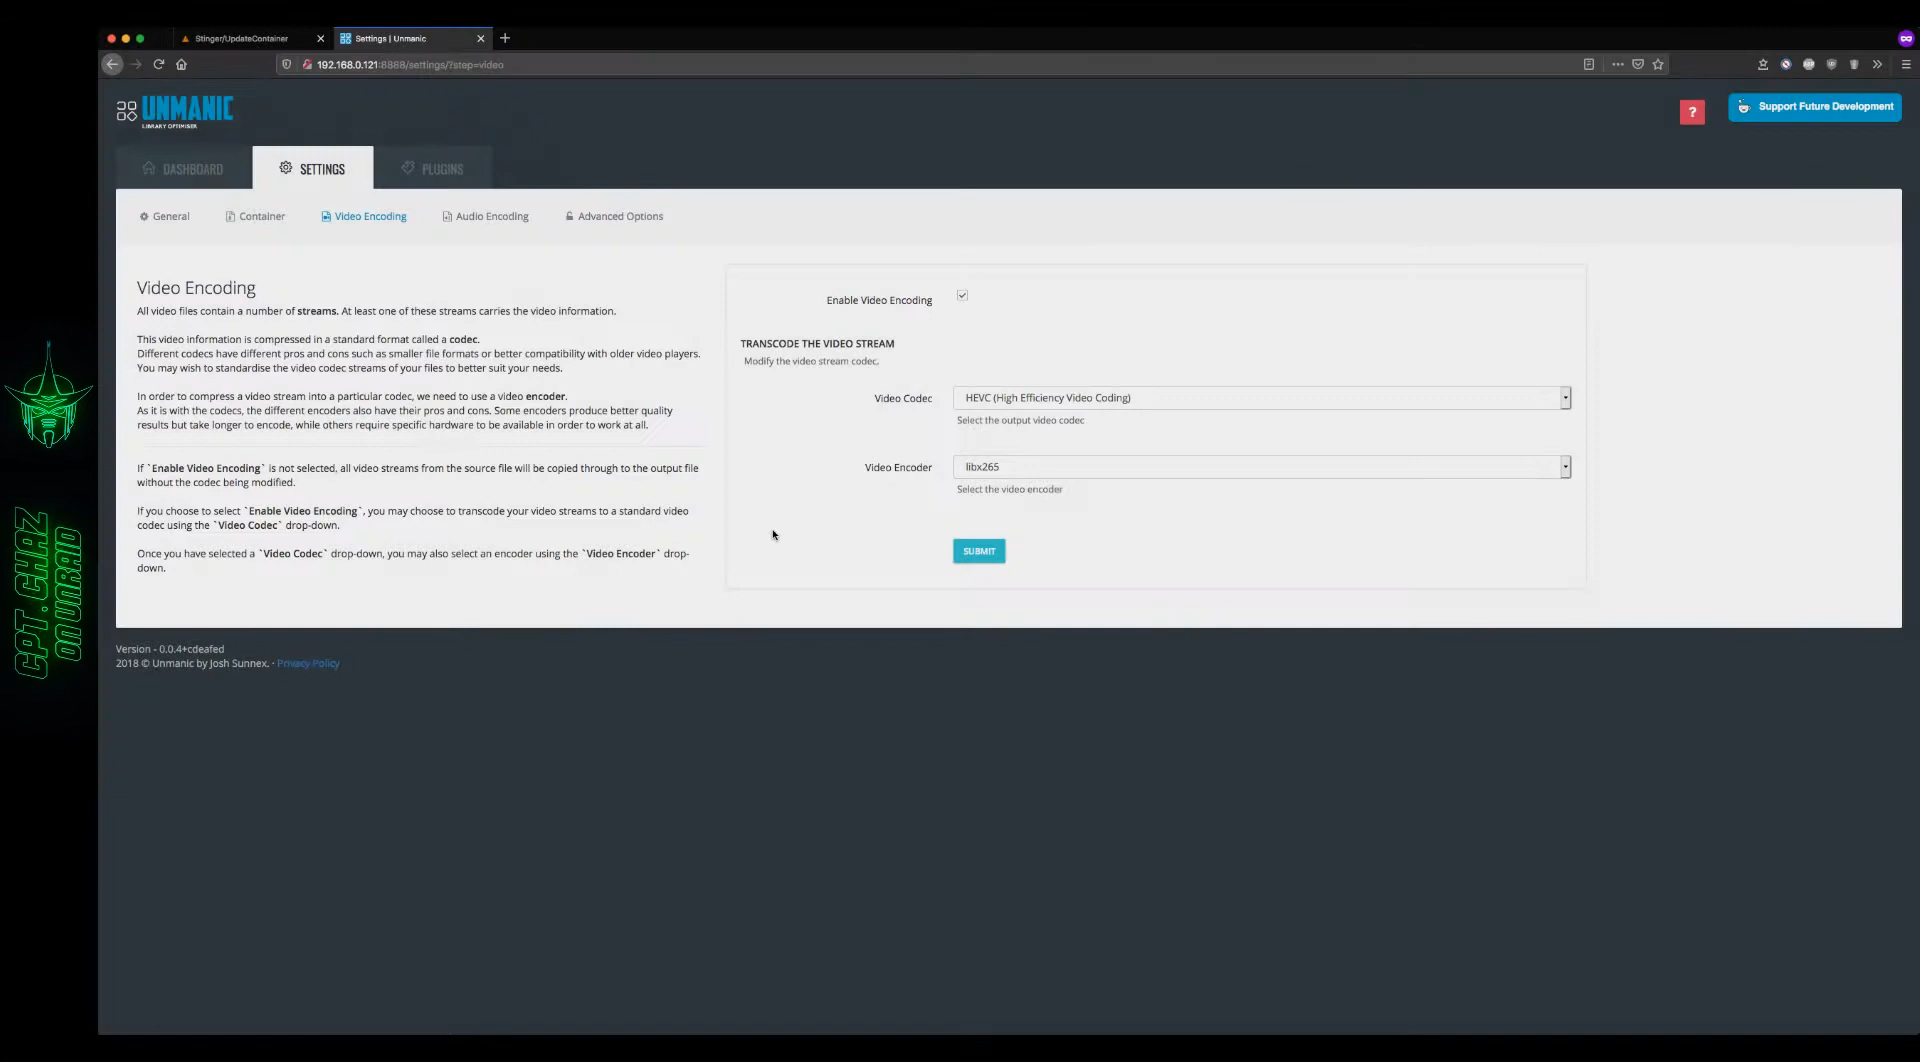 Stinger/UpdateContainer
Settings | Unmanic
192.168.0.121:8888/settings/?step=video
UNMANIC
LIBRARY OPTIMISER
?
Support Future Development
DASHBOARD
SETTINGS
PLUGINS
General
Container
Video Encoding
Audio Encoding
Advanced Options
Video Encoding
All video files contain a number of streams. At least one of these streams carries the video information.
This video information is compressed in a standard format called a codec.
Different codecs have different pros and cons such as smaller file formats or better compatibility with older video players.
You may wish to standardise the video codec streams of your files to better suit your needs.
In order to compress a video stream into a particular codec, we need to use a video encoder.
As it is with the codecs, the different encoders also have their pros and cons. Some encoders produce better quality
results but take longer to encode, while others require specific hardware to be available in order to work at all.
If `Enable Video Encoding` is not selected, all video streams from the source file will be copied through to the output file
without the codec being modified.
If you choose to select `Enable Video Encoding`, you may choose to transcode your video streams to a standard video
codec using the `Video Codec` drop-down.
Once you have selected a `Video Codec` drop-down, you may also select an encoder using the `Video Encoder` drop-
down.
Enable Video Encoding
TRANSCODE THE VIDEO STREAM
Modify the video stream codec.
Video Codec
HEVC (High Efficiency Video Coding)
Select the output video codec
Video Encoder
libx265
Select the video encoder
SUBMIT
Version - 0.0.4+cdeafed
2018 © Unmanic by Josh Sunnex. · Privacy Policy
CPT.CHAZ
ON UNRAID